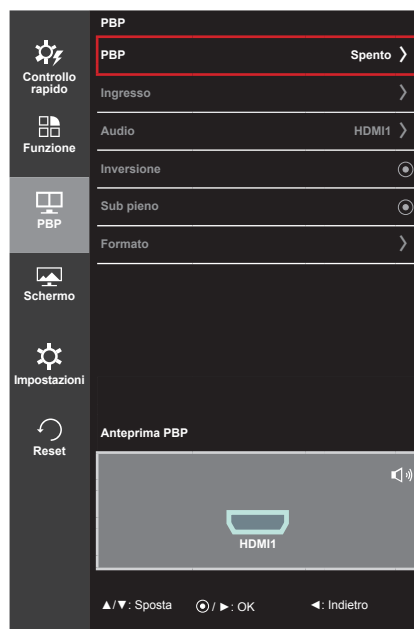 Controllo
rapido
Funzione
PBP
Schermo
Impostazioni
Reset
PBP
PBP Spento
Ingresso
Audio HDMI1
Inversione
Sub pieno
Formato
Anteprima PBP
HDMI1
▲/▼: Sposta ⦿/ ►: OK ◄: Indietro